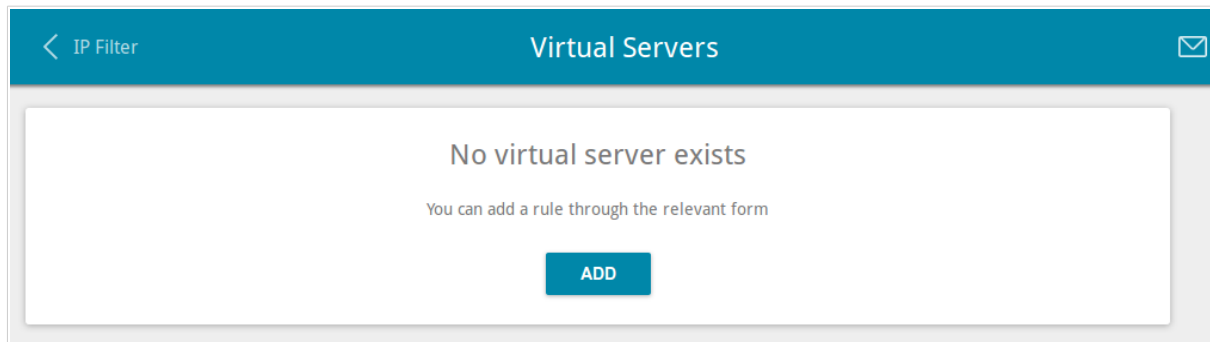 IP Filter
Virtual Servers
No virtual server exists
You can add a rule through the relevant form
ADD